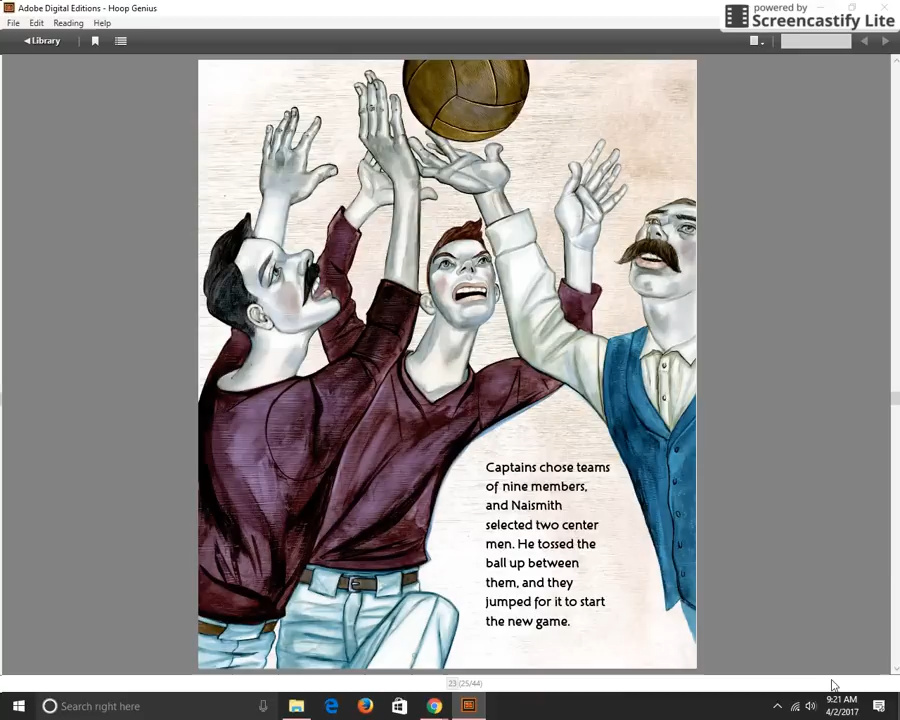 Adobe Digital Editions - Hoop Genius
powered by
Screencastify Lite
File Edit Reading Help
Library
Captains chose teams
of nine members,
and Naismith
selected two center
men. He tossed the
ball up between
them, and they
jumped for it to start
the new game.
23 (25/44)
Search right here
9:21 AM
4/2/2017